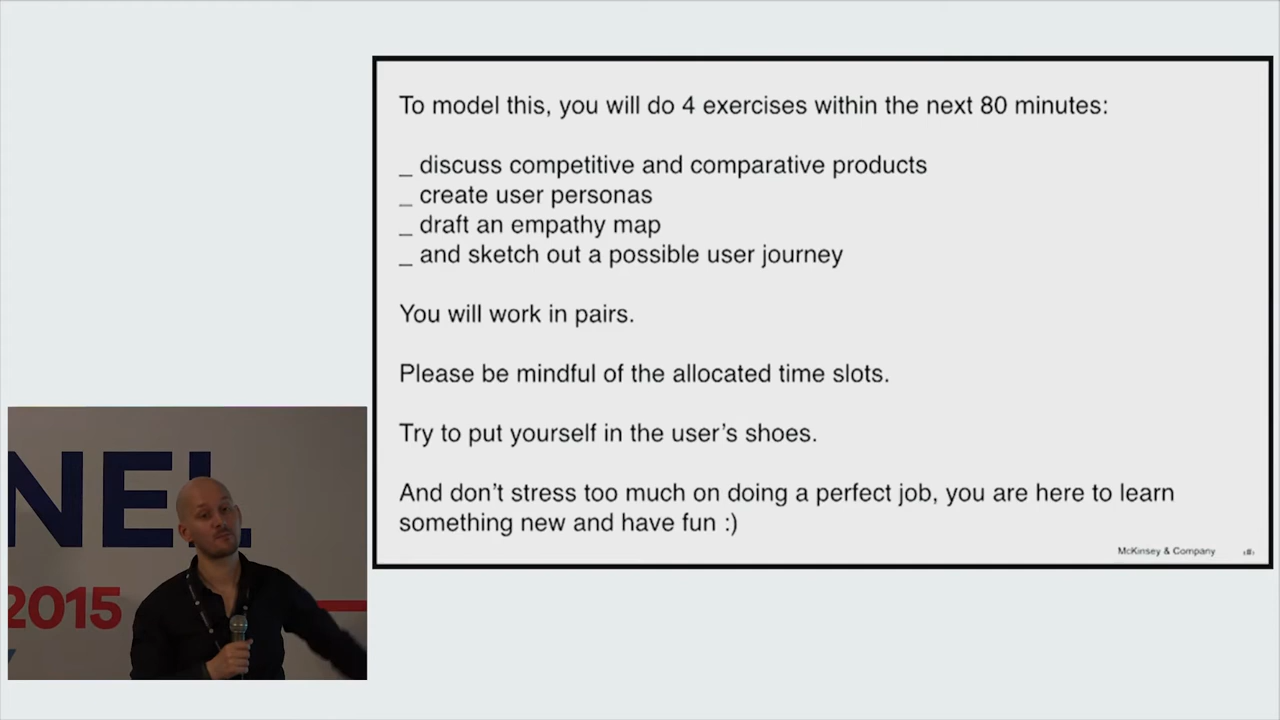 To model this, you will do 4 exercises within the next 80 minutes:
_ discuss competitive and comparative products
_ create user personas
_ draft an empathy map
_ and sketch out a possible user journey
You will work in pairs.
Please be mindful of the allocated time slots.
Try to put yourself in the user’s shoes.
And don’t stress too much on doing a perfect job, you are here to learn
something new and have fun :)
McKinsey & Company
NEL
2015